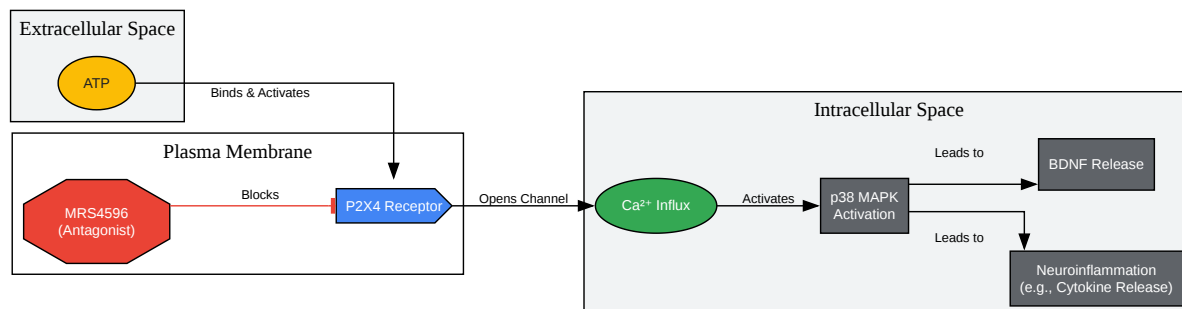 Extracellular Space
ATP
Binds & Activates
Plasma Membrane
MRS4596
(Antagonist)
Blocks
P2X4 Receptor
Opens Channel
Intracellular Space
Ca²⁺ Influx
Activates
p38 MAPK
Activation
Leads to
BDNF Release
Leads to
Neuroinflammation
(e.g., Cytokine Release)